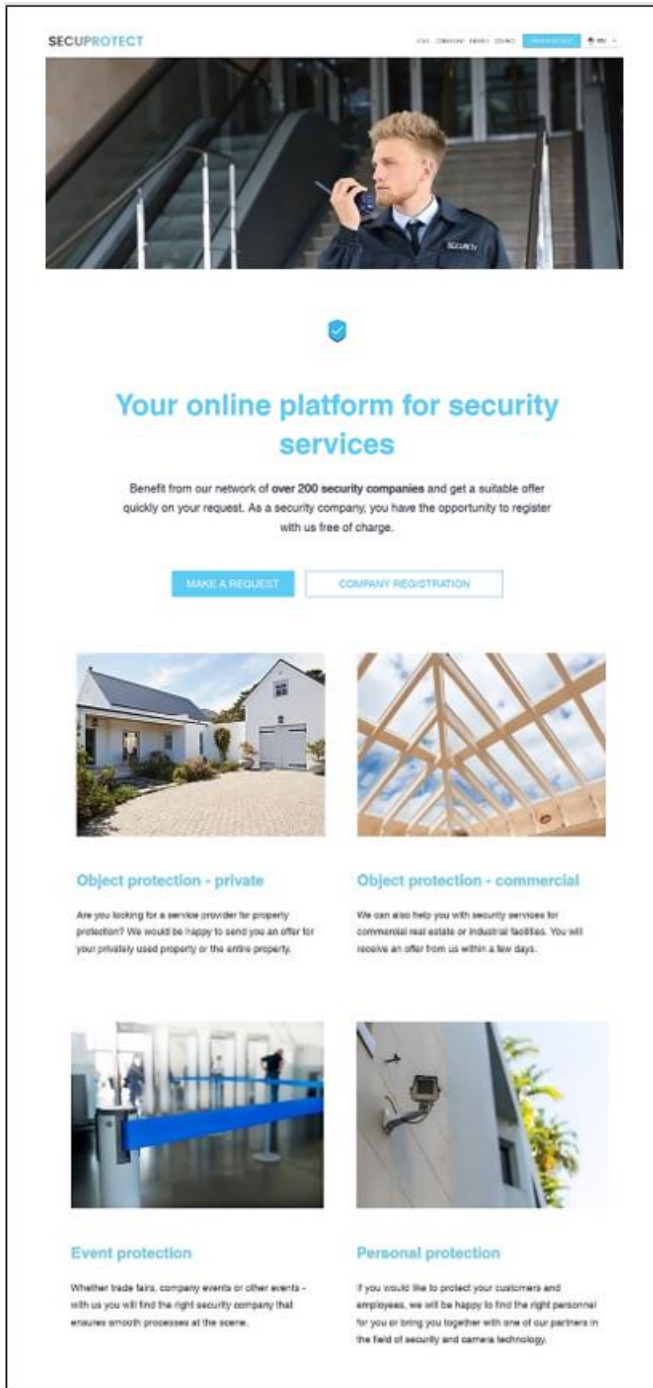 SECUPROTECT
SECURITY
Your online platform for security
services
Benefit from our network of over 200 security companies and get a suitable offer
quickly on your request. As a security company, you have the opportunity to register
with us free of charge.
MAKE A REQUEST
COMPANY REGISTRATION
Object protection - private
Are you looking for a service provider for property
protection? We would be happy to send you an offer for
your privately used property or the entire property.
Object protection - commercial
We can also help you with security services for
commercial real estate or industrial facilities. You will
receive an offer from us within a few days.
Event protection
Whether trade fairs, company events or other events -
with us you will find the right security company that
ensures smooth processes at the scene.
Personal protection
If you would like to protect your customers and
employees, we will be happy to find the right personnel
for you or bring you together with one of our partners in
the field of security and camera technology.